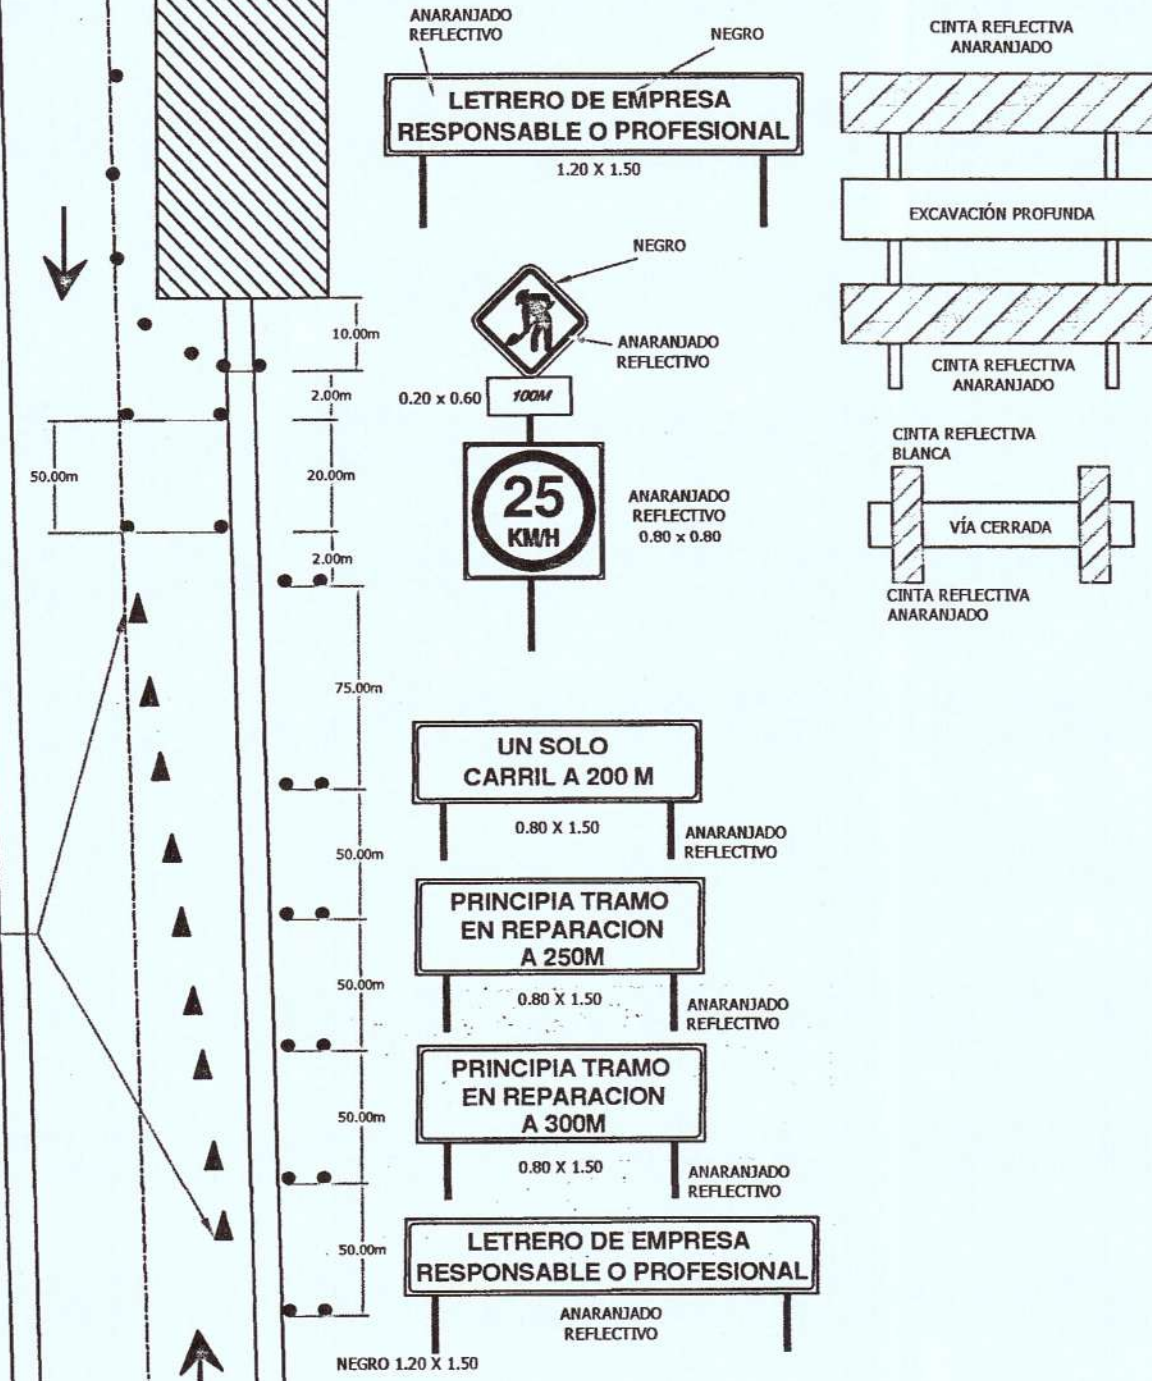 ANARANJADO
REFLECTIVO
NEGRO
LETRERO DE EMPRESA
RESPONSABLE O PROFESIONAL
1.20 X 1.50
CINTA REFLECTIVA
ANARANJADO
EXCAVACIÓN PROFUNDA
CINTA REFLECTIVA
ANARANJADO
NEGRO
ANARANJADO
REFLECTIVO
0.20 x 0.60
100M
25
KM/H
ANARANJADO
REFLECTIVO
0.80 x 0.80
CINTA REFLECTIVA
BLANCA
VÍA CERRADA
CINTA REFLECTIVA
ANARANJADO
10.00m
2.00m
50.00m
20.00m
2.00m
75.00m
50.00m
50.00m
50.00m
50.00m
UN SOLO
CARRIL A 200 M
0.80 X 1.50
ANARANJADO
REFLECTIVO
PRINCIPIA TRAMO
EN REPARACION
A 250M
0.80 X 1.50
ANARANJADO
REFLECTIVO
PRINCIPIA TRAMO
EN REPARACION
A 300M
0.80 X 1.50
ANARANJADO
REFLECTIVO
LETRERO DE EMPRESA
RESPONSABLE O PROFESIONAL
ANARANJADO
REFLECTIVO
NEGRO 1.20 X 1.50